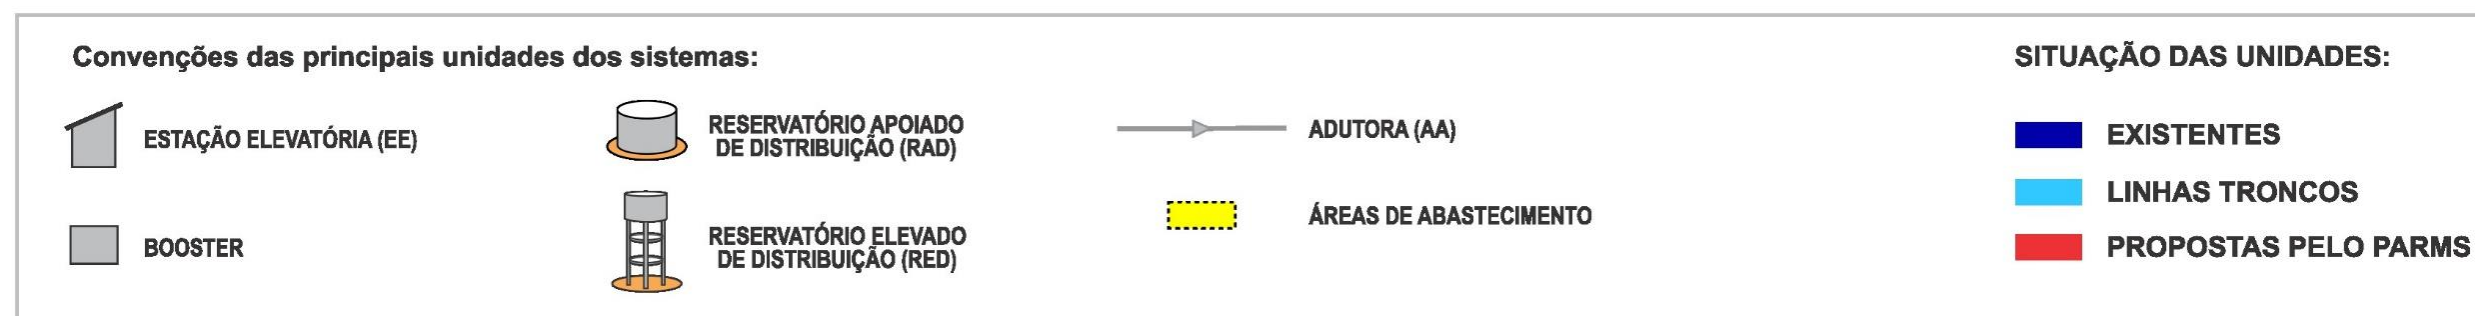 Convenções das principais unidades dos sistemas:
ESTAÇÃO ELEVATÓRIA (EE)
BOOSTER
RESERVATÓRIO APOIADO
DE DISTRIBUIÇÃO (RAD)
RESERVATÓRIO ELEVADO
DE DISTRIBUIÇÃO (RED)
ADUTORA (AA)
ÁREAS DE ABASTECIMENTO
SITUAÇÃO DAS UNIDADES:
EXISTENTES
LINHAS TRONCOS
PROPOSTAS PELO PARMS